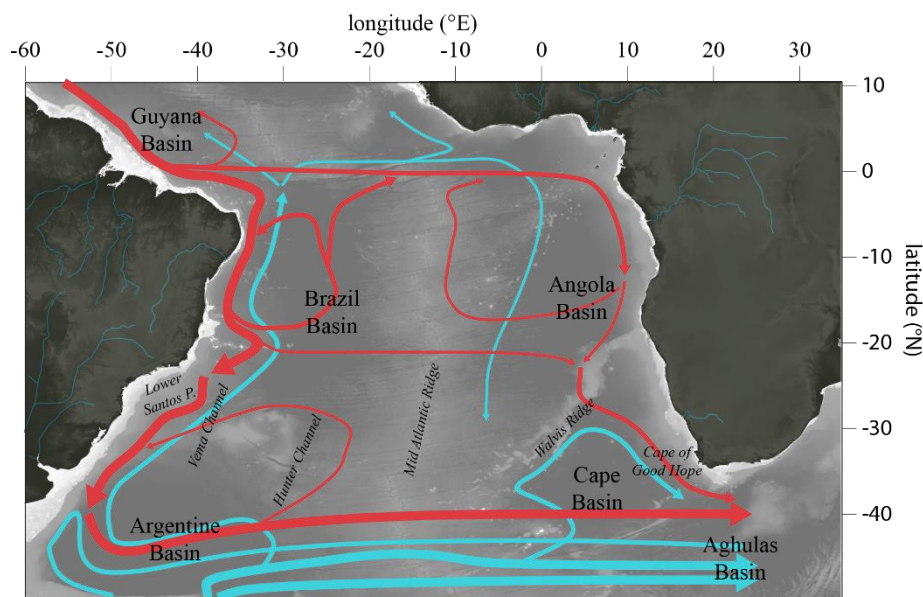 longitude (°E)
-60 -50 -40 -30 -20 -10 0 10 20 30
10
Guyana
Basin
0
-10
latitude (°N)
Brazil
Basin
Angola
Basin
-20
Lower
Santos P.
Vema Channel
Hunter Channel
Mid Atlantic Ridge
Walvis Ridge
-30
Cape of
Good Hope
Cape
Basin
-40
Argentine
Basin
Aghulas
Basin